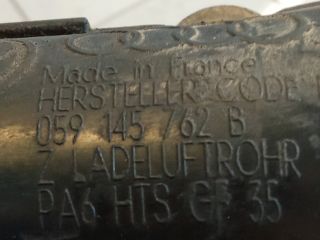 Made in France
HERSTELLER-CODE
059 145 762 B
Z LADELUFTROHR
PA6 HTS GF 35